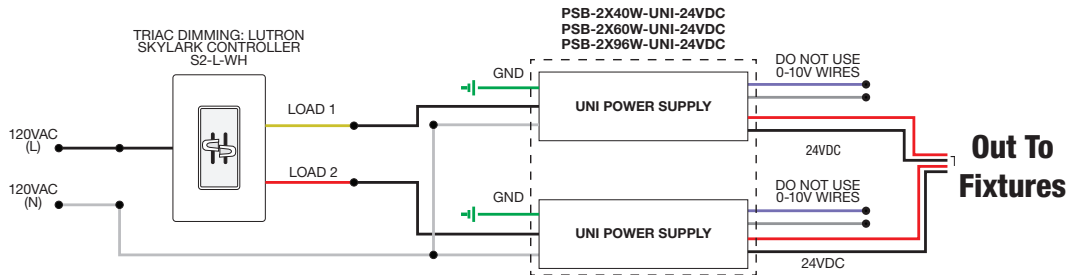 PSB-2X40W-UNI-24VDC
PSB-2X60W-UNI-24VDC
PSB-2X96W-UNI-24VDC
TRIAC DIMMING: LUTRON
SKYLARK CONTROLLER
S2-L-WH
GND
DO NOT USE
0-10V WIRES
UNI POWER SUPPLY
LOAD 1
120VAC
(L)
24VDC
Out To
Fixtures
LOAD 2
120VAC
(N)
GND
DO NOT USE
0-10V WIRES
UNI POWER SUPPLY
24VDC